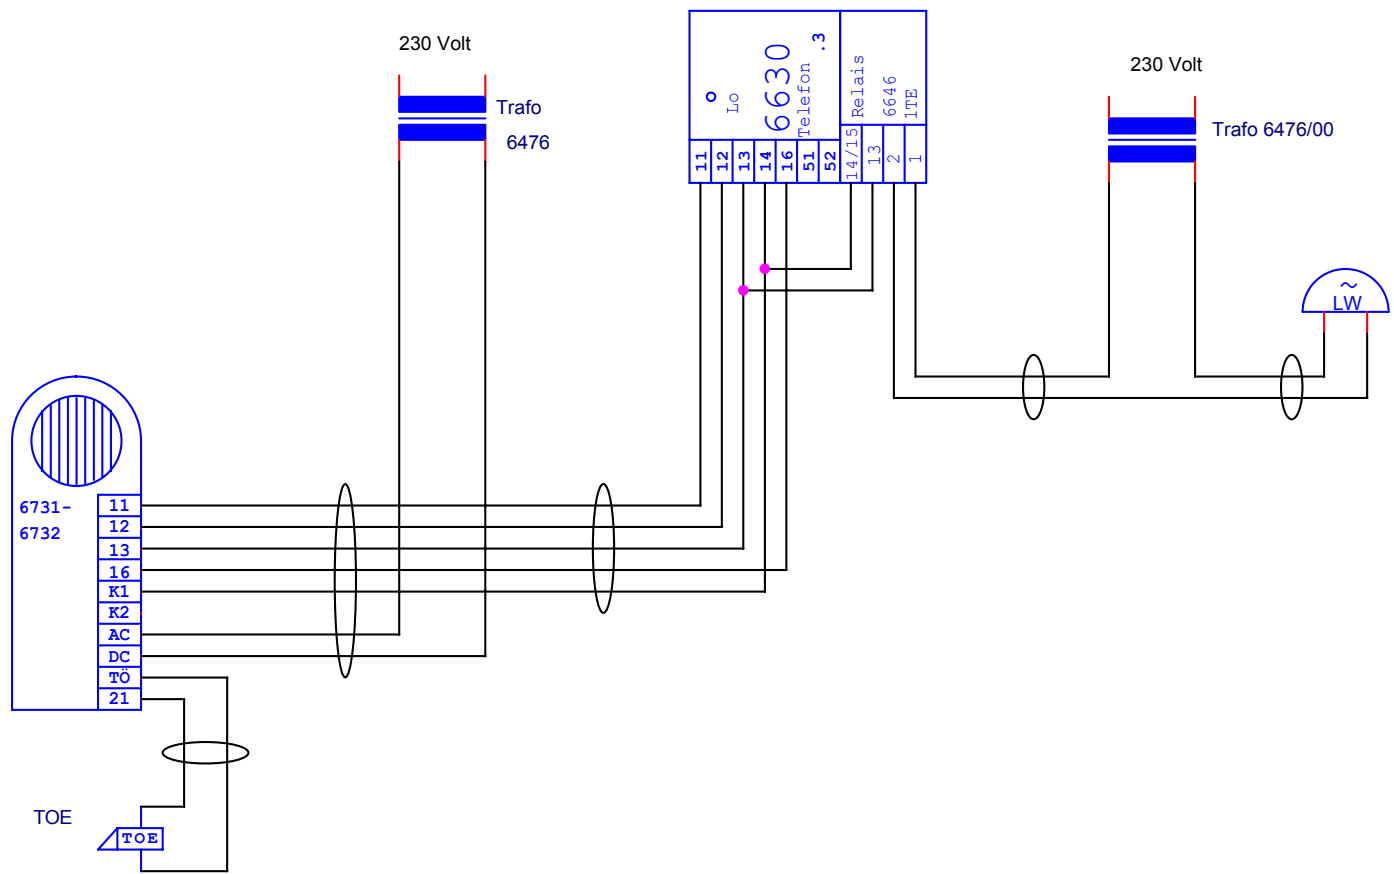 230 Volt
Trafo
6476
Lo
6630
Telefon
.3
Relais
6646
1TE
11
12
13
14
16
51
52
14/15
13
2
1
230 Volt
Trafo 6476/00
~
LW
6731-
6732
11
12
13
16
K1
K2
AC
DC
TÖ
21
TOE
TOE